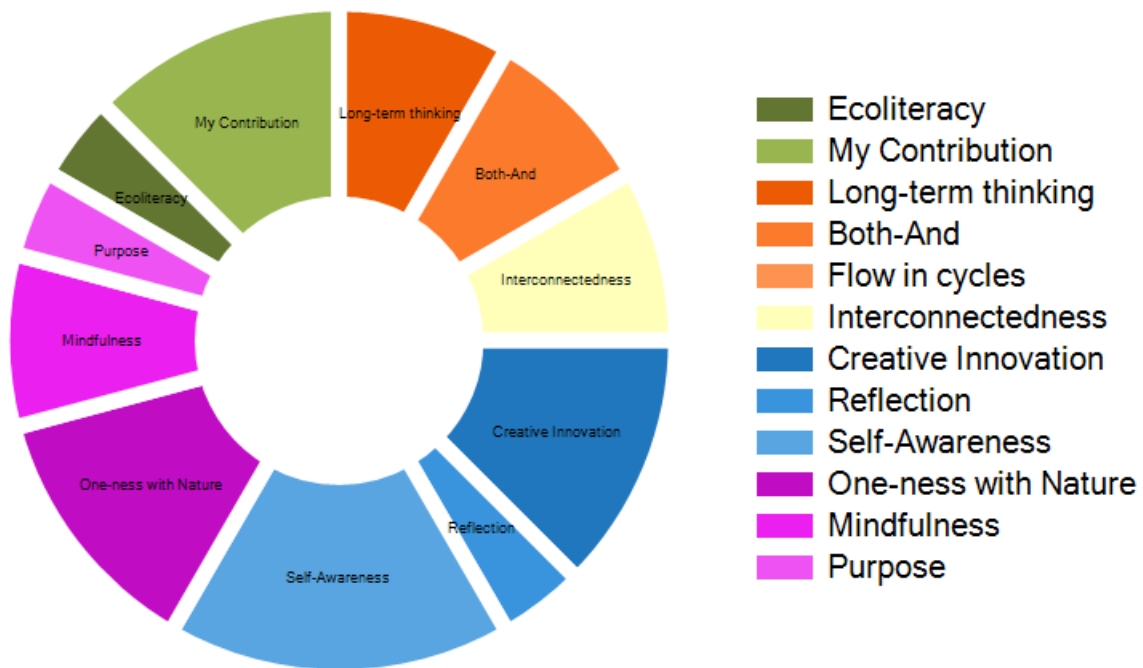 My Contribution
Long-term thinking
Both-And
Ecoliteracy
Purpose
Interconnectedness
Mindfulness
Creative Innovation
One-ness with Nature
Reflection
Self-Awareness
Ecoliteracy
My Contribution
Long-term thinking
Both-And
Flow in cycles
Interconnectedness
Creative Innovation
Reflection
Self-Awareness
One-ness with Nature
Mindfulness
Purpose